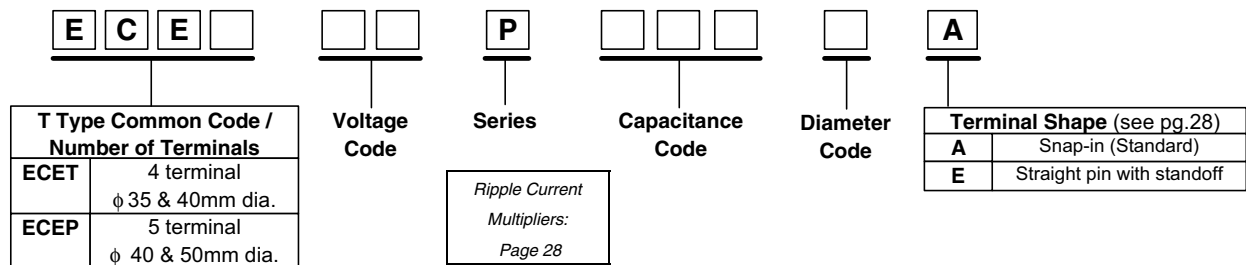 E C E P A
T Type Common Code /
Number of Terminals
ECET 4 terminal
ϕ 35 & 40mm dia.
ECEP 5 terminal
ϕ 40 & 50mm dia.
Voltage
Code
Series
Ripple Current
Multipliers:
Page 28
Capacitance
Code
Diameter
Code
Terminal Shape (see pg.28)
A Snap-in (Standard)
E Straight pin with standoff